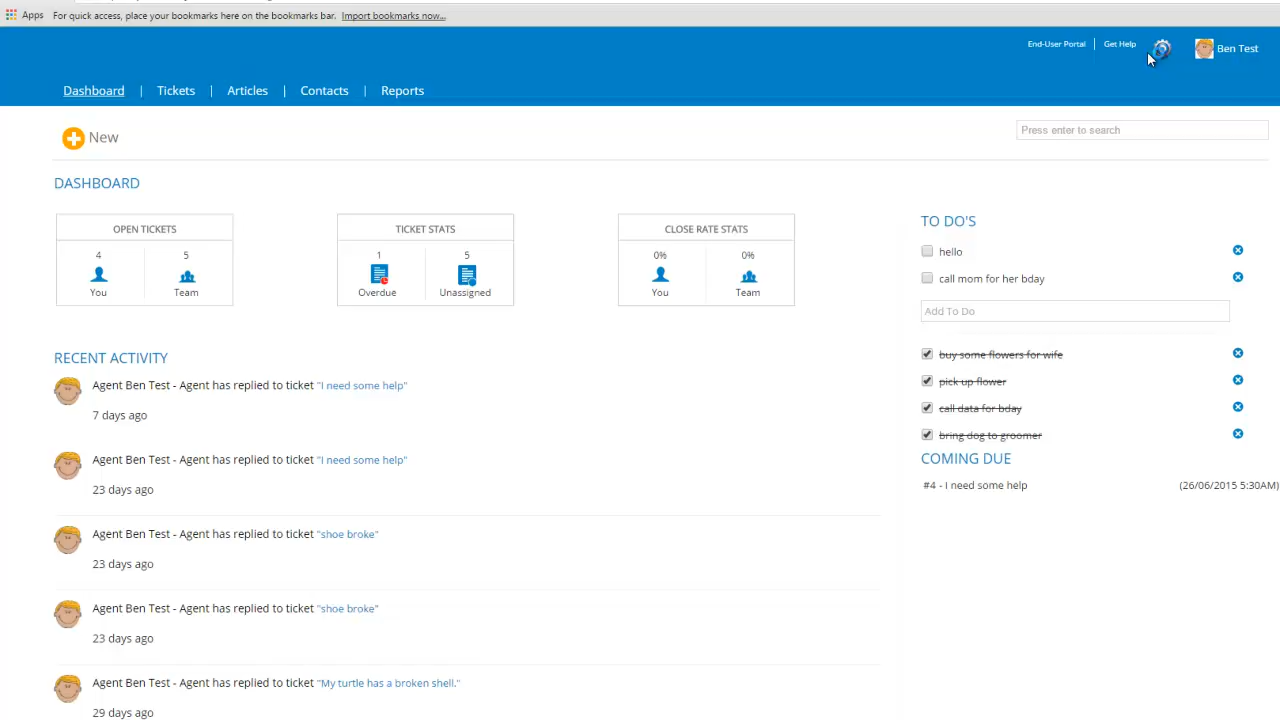 Apps For quick access, place your bookmarks here on the bookmarks bar. Import bookmarks now...
End-User Portal | Get Help Ben Test
Dashboard | Tickets | Articles | Contacts | Reports
New
Press enter to search
DASHBOARD
OPEN TICKETS
4 5
You Team
TICKET STATS
1 5
Overdue Unassigned
CLOSE RATE STATS
0% 0%
You Team
RECENT ACTIVITY
Agent Ben Test - Agent has replied to ticket "I need some help"
7 days ago
Agent Ben Test - Agent has replied to ticket "I need some help"
23 days ago
Agent Ben Test - Agent has replied to ticket "shoe broke"
23 days ago
Agent Ben Test - Agent has replied to ticket "shoe broke"
23 days ago
Agent Ben Test - Agent has replied to ticket "My turtle has a broken shell."
29 days ago
TO DO'S
hello
call mom for her bday
Add To Do
buy some flowers for wife
pick up flower
call data for bday
bring dog to groomer
COMING DUE
#4 - I need some help (26/06/2015 5:30AM)